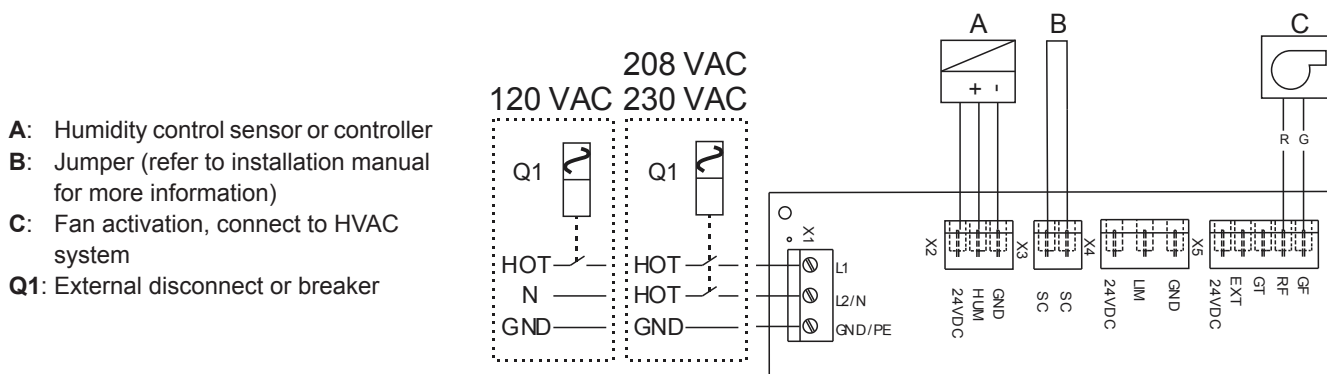 A: Humidity control sensor or controller
B: Jumper (refer to installation manual
for more information)
C: Fan activation, connect to HVAC
system
Q1: External disconnect or breaker
120 VAC
208 VAC
230 VAC
Q1
HOT
N
GND
Q1
HOT
HOT
GND
X1
L1
L2/N
GND/PE
A
+ -
X2
24VDC
HUM
GND
B
X3
SC
SC
X4
24VDC
LIM
GND
C
R G
X5
24VDC
EXT
GT
RF
GF